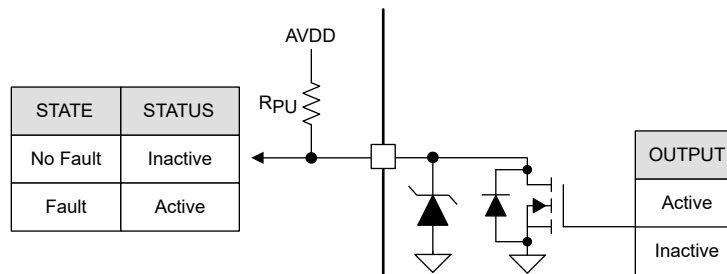 AVDD
RPU
STATE STATUS
No Fault Inactive
Fault Active
OUTPUT
Active
Inactive